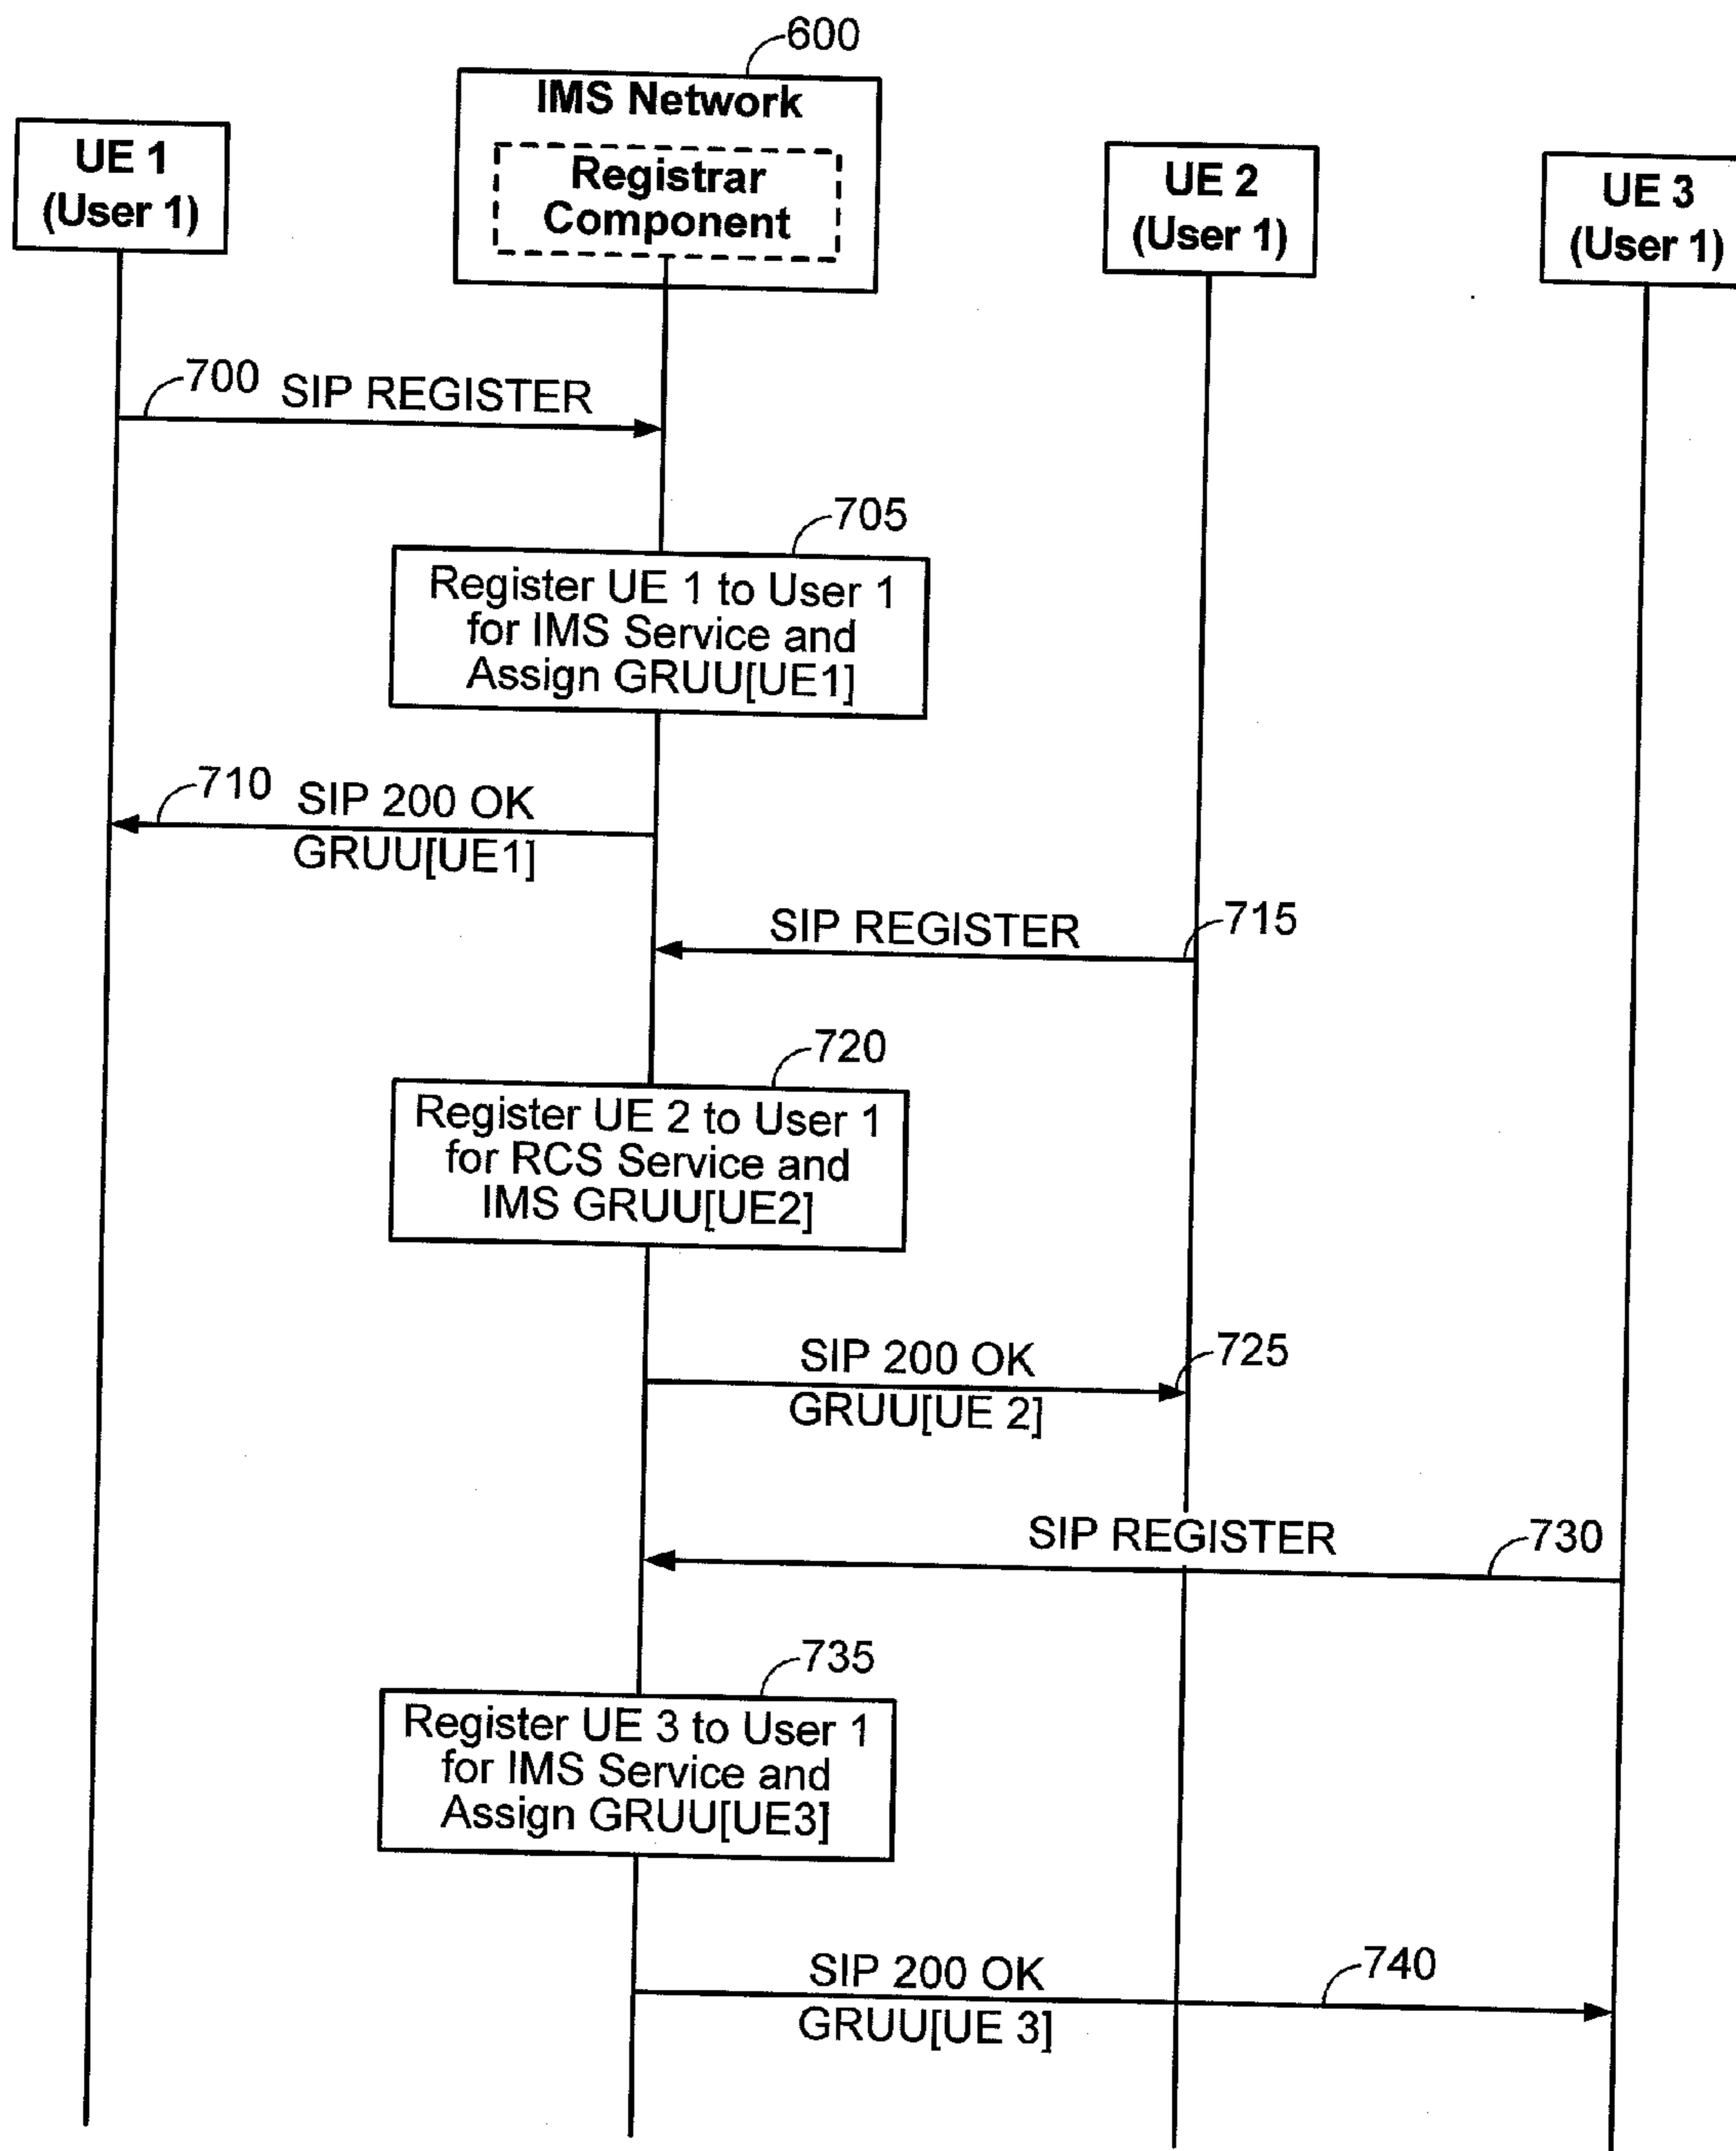 600
IMS Network
Registrar
Component
UE 1
(User 1)
UE 2
(User 1)
UE 3
(User 1)
700 SIP REGISTER
705
Register UE 1 to User 1
for IMS Service and
Assign GRUU[UE1]
710 SIP 200 OK
GRUU[UE1]
SIP REGISTER 715
720
Register UE 2 to User 1
for RCS Service and
IMS GRUU[UE2]
SIP 200 OK 725
GRUU[UE 2]
SIP REGISTER 730
735
Register UE 3 to User 1
for IMS Service and
Assign GRUU[UE3]
SIP 200 OK 740
GRUU[UE 3]